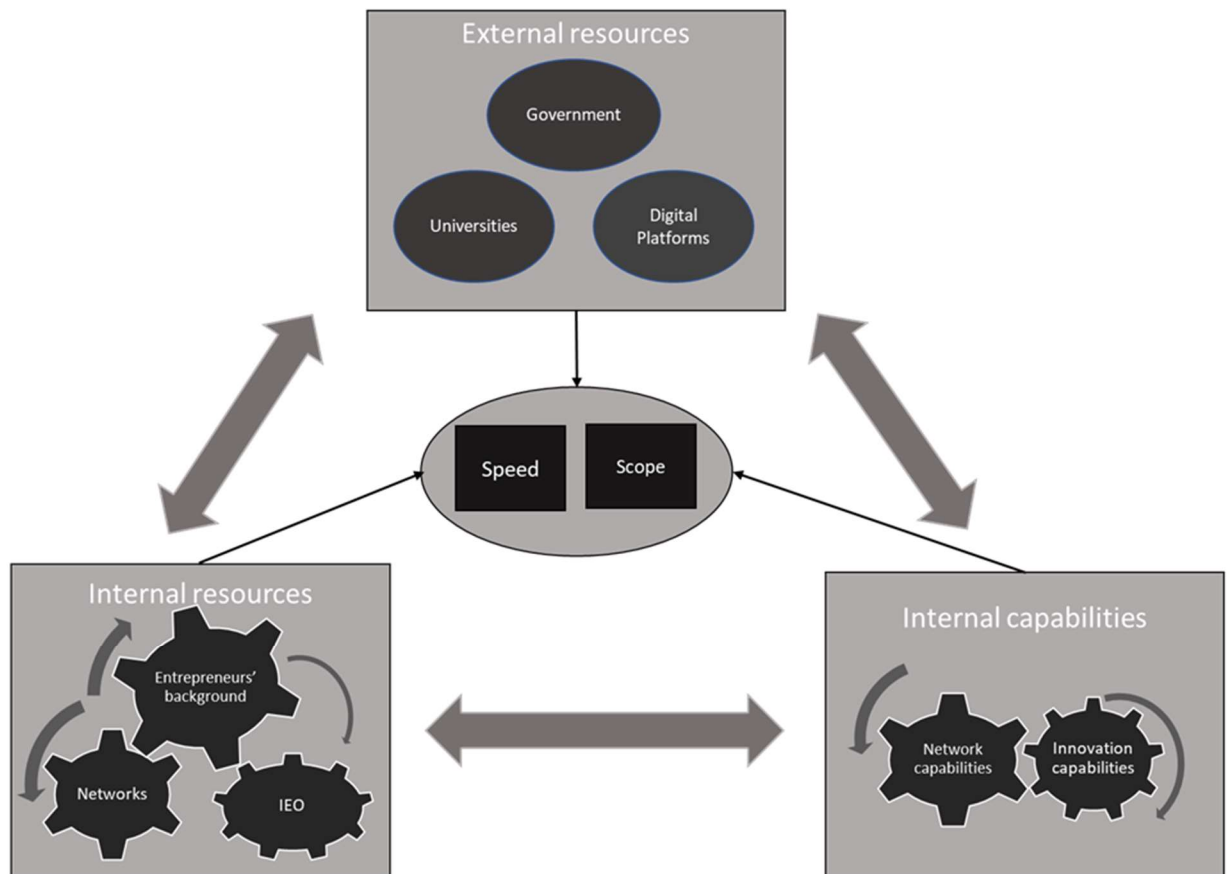 External resources
Government
Universities
Digital
Platforms
Speed
Scope
Internal resources
Entrepreneurs’
background
Networks
IEO
Internal capabilities
Network
capabilities
Innovation
capabilities